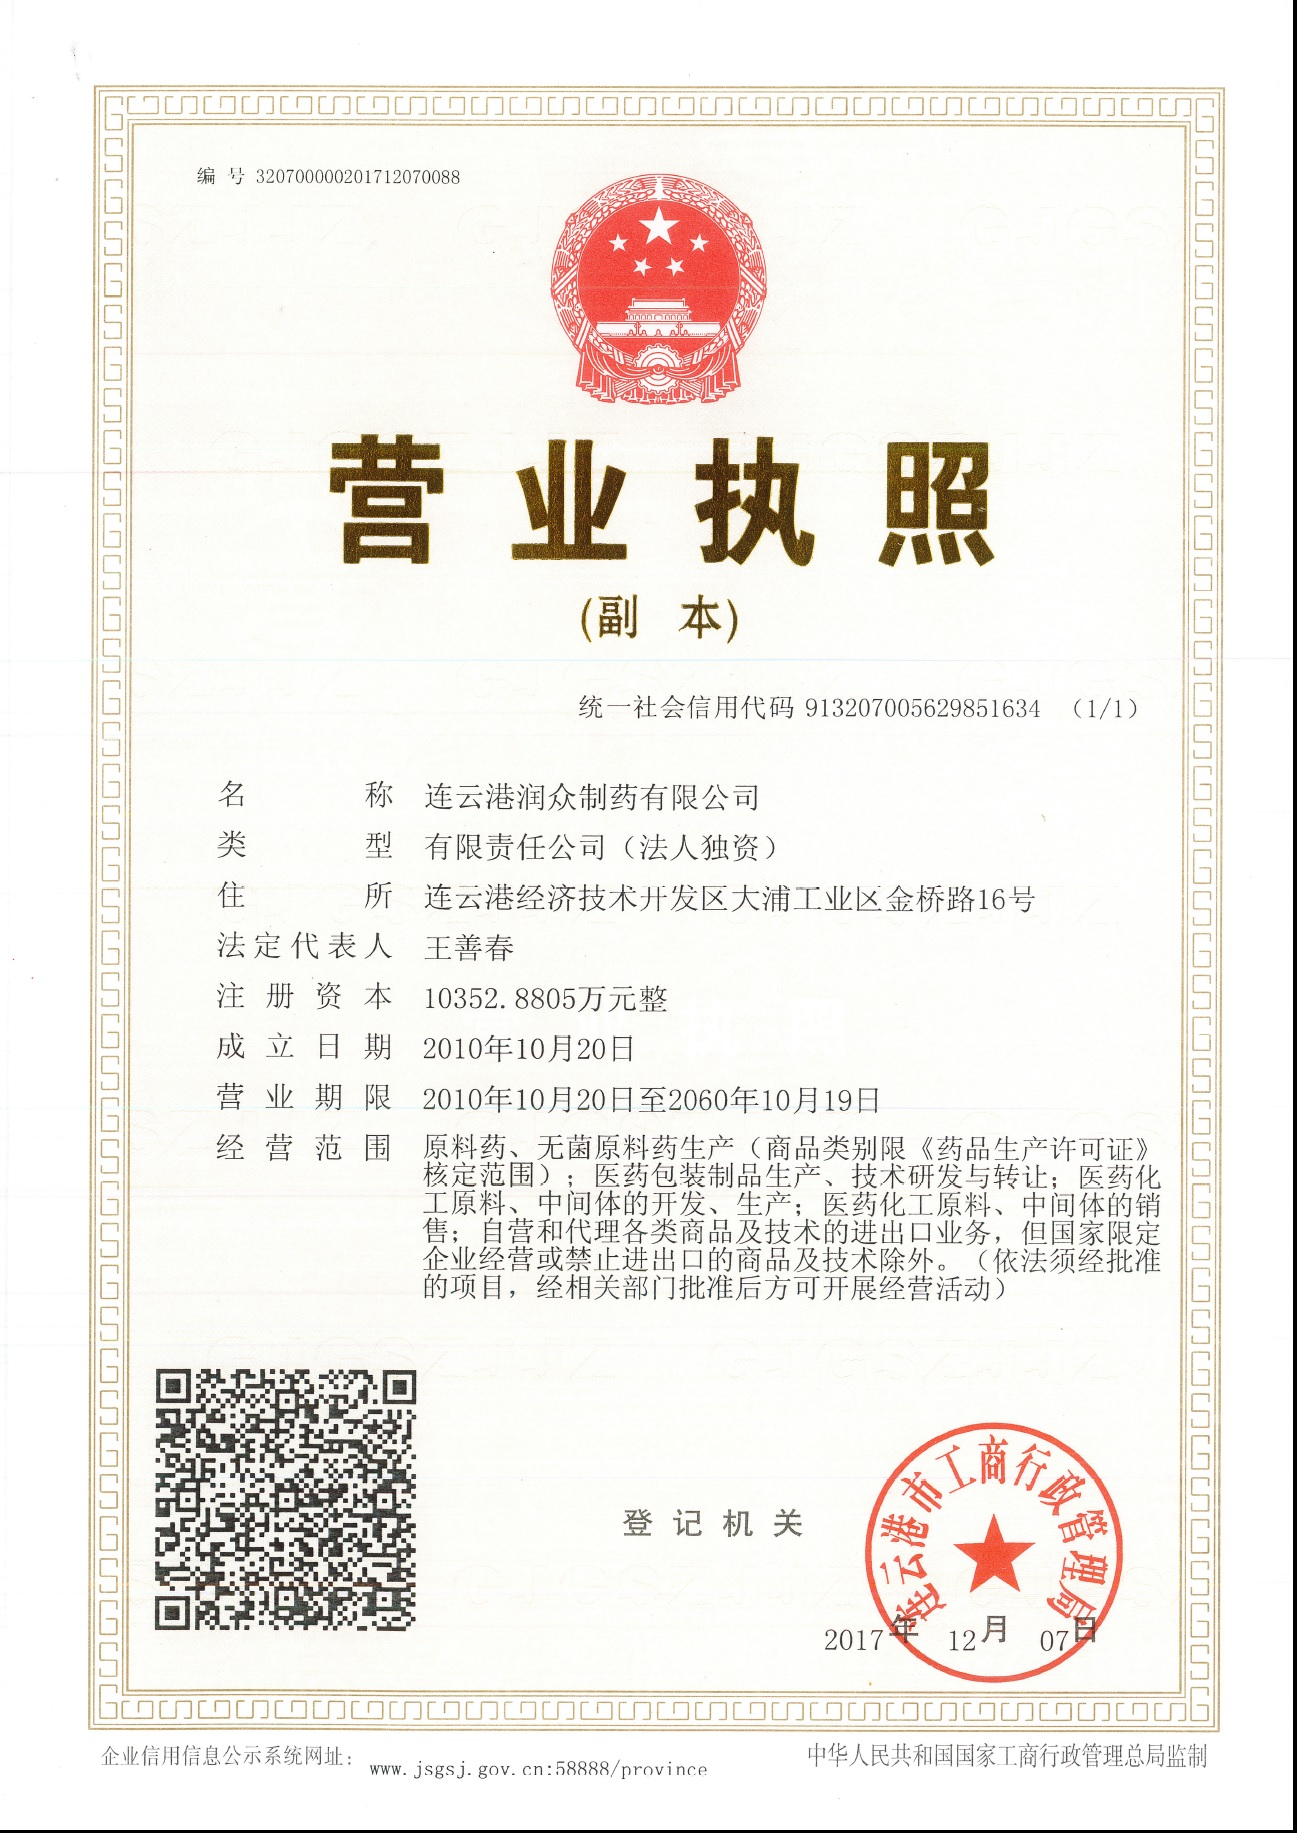 编 号 320700000201712070088
营业执照
(副 本)
统一社会信用代码 913207005629851634 （1/1）
名称 连云港润众制药有限公司
类型 有限责任公司（法人独资）
住所 连云港经济技术开发区大浦工业区金桥路16号
法定代表人 王善春
注册资本 10352.8805万元整
成立日期 2010年10月20日
营业期限 2010年10月20日至2060年10月19日
经营范围 原料药、无菌原料药生产（商品类别限《药品生产许可证》
核定范围）；医药包装制品生产、技术研发与转让；医药化
工原料、中间体的开发、生产；医药化工原料、中间体的销
售；自营和代理各类商品及技术的进出口业务，但国家限定
企业经营或禁止进出口的商品及技术除外。（依法须经批准
的项目，经相关部门批准后方可开展经营活动）
登记机关
连云港市工商行政管理局
2017年 12月 07日
企业信用信息公示系统网址： www.jsgsj.gov.cn:58888/province
中华人民共和国国家工商行政管理总局监制